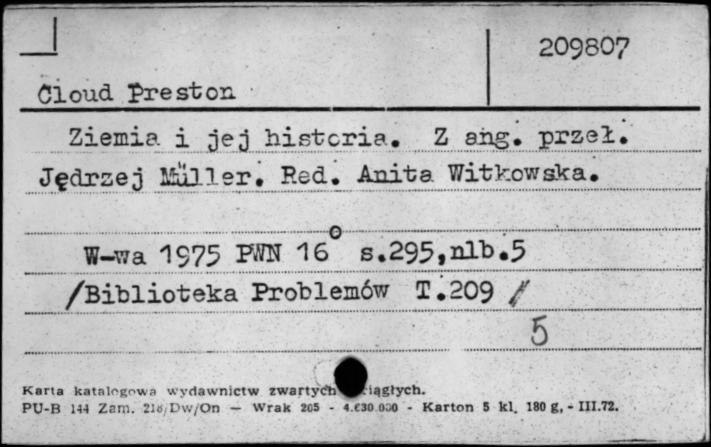 209807
Cloud Preston
Ziemia i jej historia. Z ang. przeł.
Jędrzej Müller. Red. Anita Witkowska.
W-wa 1975 PWN 16° s.295,nlb.5
/Biblioteka Problemów T.209 /
5
Karta katalogowa wydawnictw zwartych ciągłych.
PU-B 144 Zam. 218/Dw/On — Wrak 205 - 4.630.000 - Karton 5 kl. 180 g, - III.72.